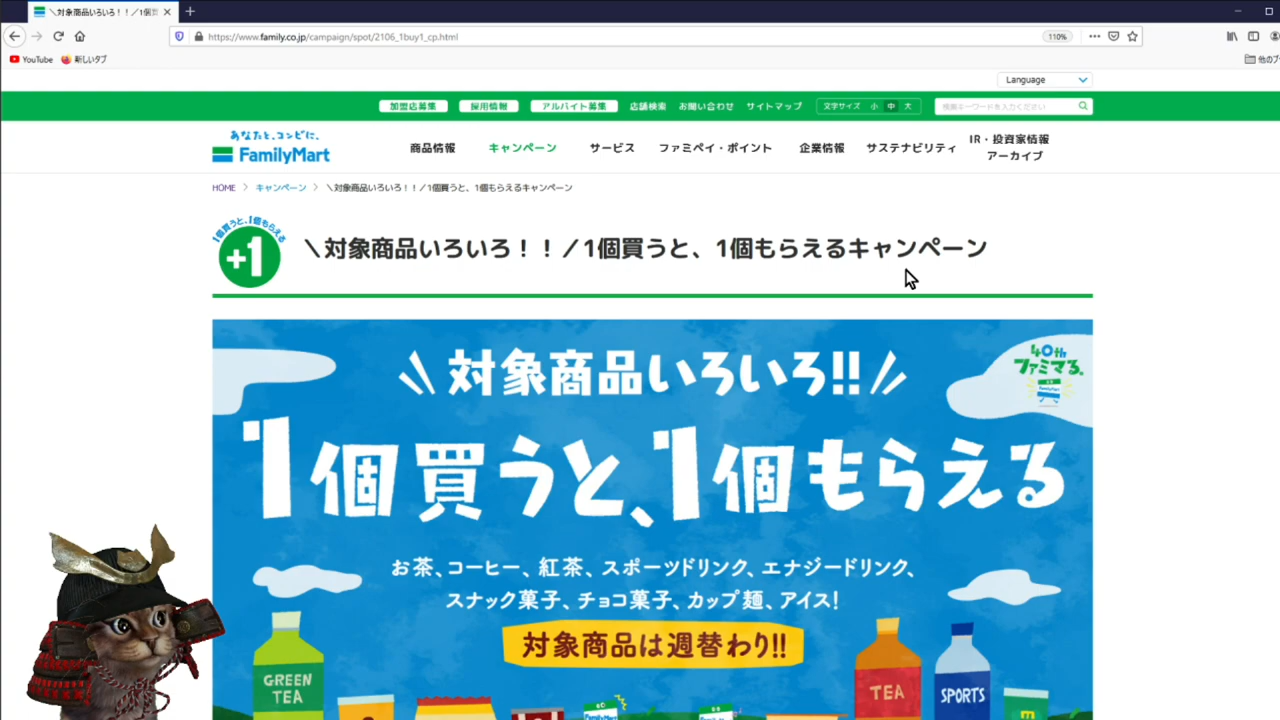 ＼対象商品いろいろ！！／1個買
YouTube
新しいタブ
https://www.family.co.jp/campaign/spot/2106_1buy1_cp.html
110%
他のブ
Language
加盟店募集 採用情報 アルバイト募集 店舗検索 お問い合わせ サイトマップ 文字サイズ 小 中 大 検索キーワードを入力ください
あなたと、コンビに、
FamilyMart
商品情報 キャンペーン サービス ファミペイ・ポイント 企業情報 サステナビリティ IR・投資家情報
アーカイブ
HOME > キャンペーン > ＼対象商品いろいろ！！／1個買うと、1個もらえるキャンペーン
1個買うと、1個もらえる
+1
＼対象商品いろいろ！！／1個買うと、1個もらえるキャンペーン
＼対象商品いろいろ!!／
40th
ファミマる。
FamilyMart
1個買うと、1個もらえる
お茶、コーヒー、紅茶、スポーツドリンク、エナジードリンク、
スナック菓子、チョコ菓子、カップ麺、アイス!
対象商品は週替わり!!
GREEN
TEA
TEA
SPORTS
FamilyMart
FamilyMart